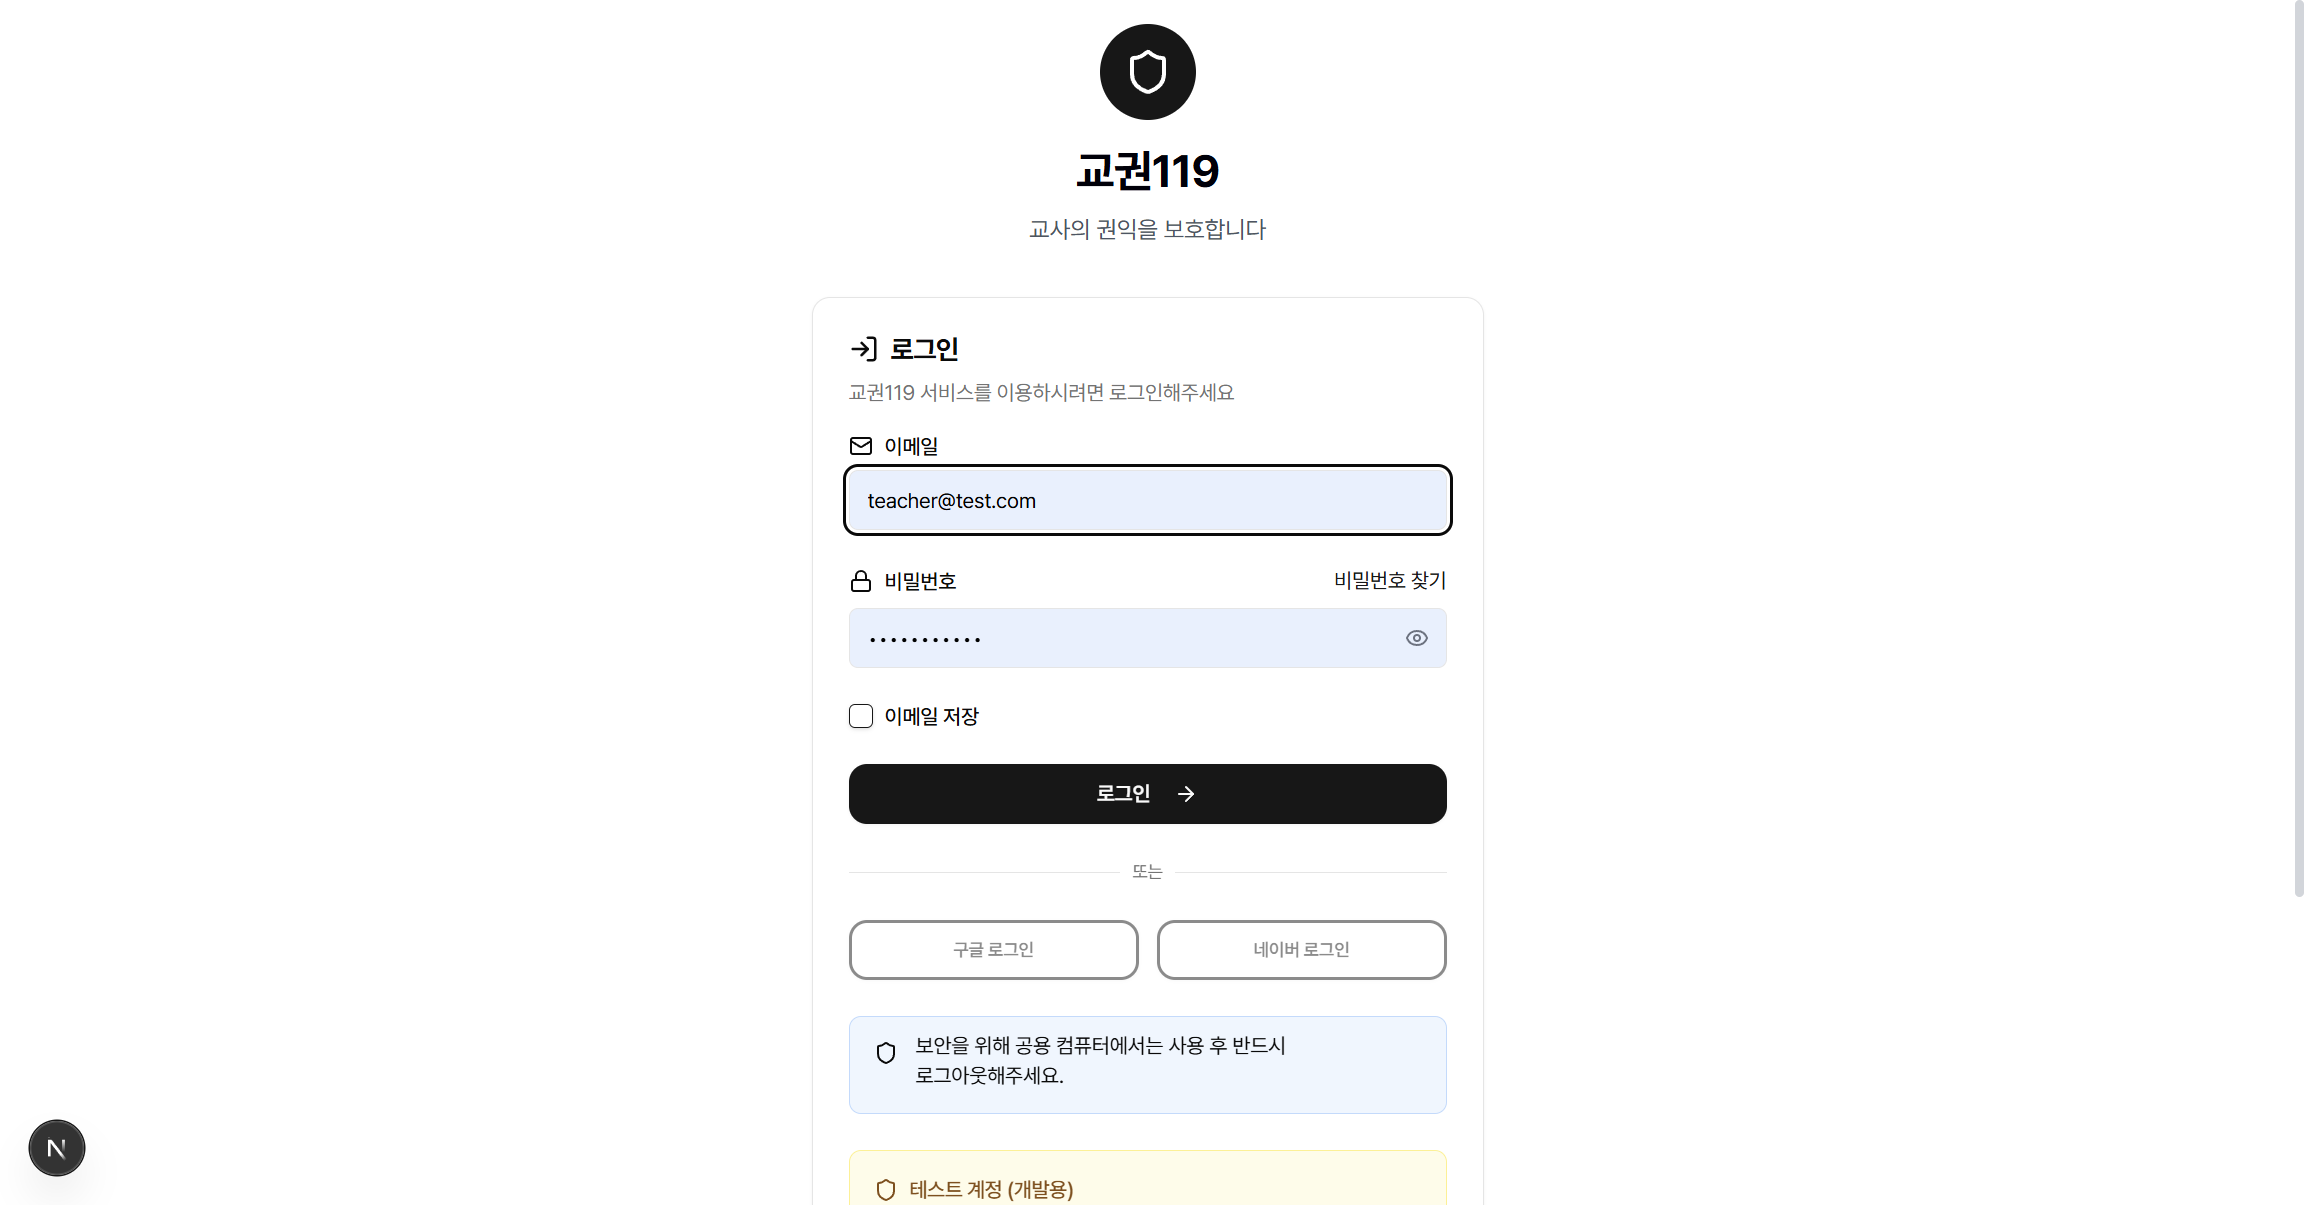 교권119
교사의 권익을 보호합니다
로그인
교권119 서비스를 이용하시려면 로그인해주세요
이메일
teacher@test.com
비밀번호
비밀번호 찾기
이메일 저장
로그인
또는
구글 로그인
네이버 로그인
보안을 위해 공용 컴퓨터에서는 사용 후 반드시
로그아웃해주세요.
N
테스트 계정 (개발용)